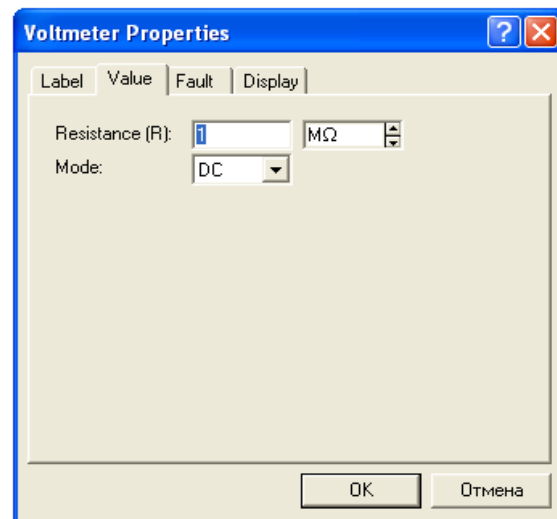 Voltmeter Properties
Label Value Fault Display
Resistance (R): 1 MΩ
Mode: DC
OK Отмена